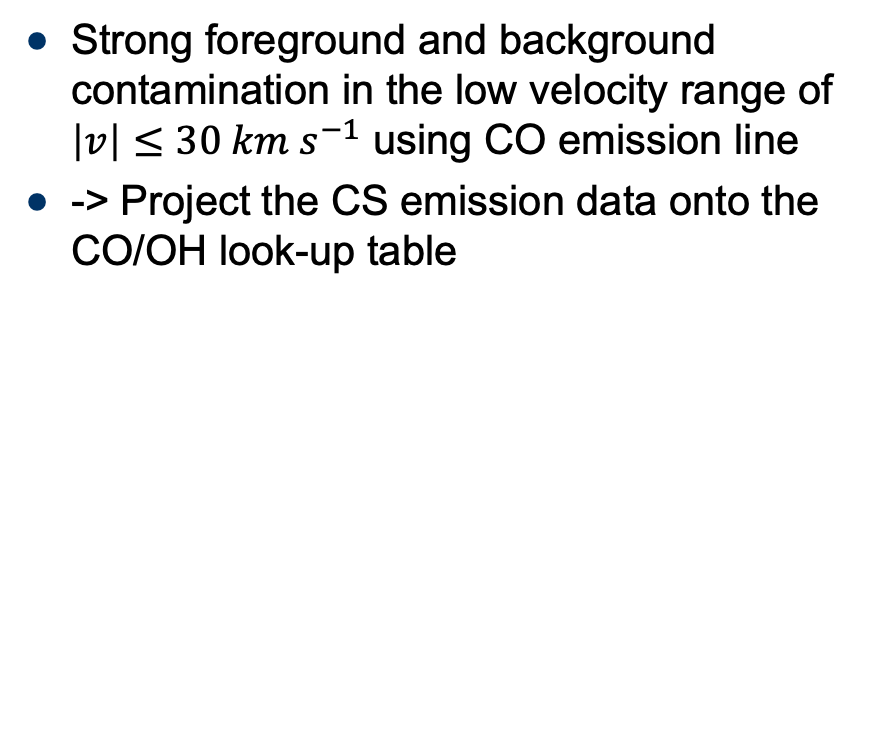 • Strong foreground and background
contamination in the low velocity range of
|v| ≤ 30 km s⁻¹ using CO emission line
• -> Project the CS emission data onto the
CO/OH look-up table